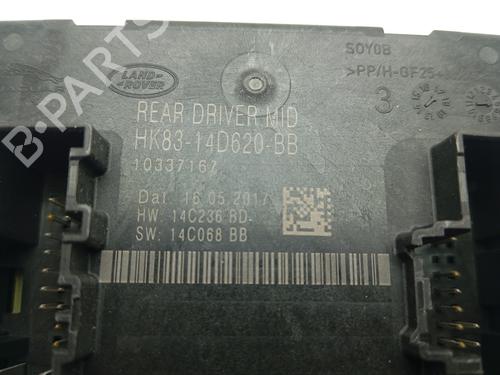 LAND-
ROVER
SOY0B
>PP/H-GF25
3
REAR DRIVER MID
HK83-14D620-BB
10337167
Dat. 16.05.2017
HW: 14C236 BD-
SW: 14C068 BB